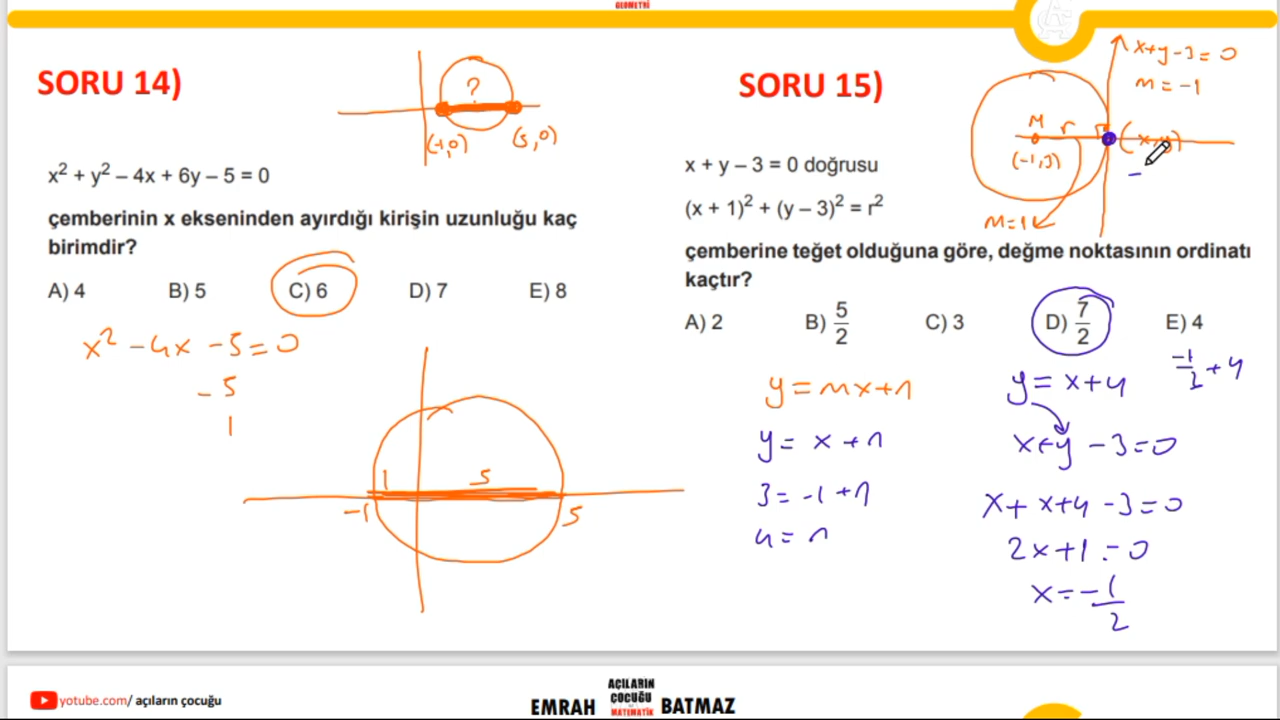 GEOMETRİ
SORU 14)
?
(-1,0)
(5,0)
x² + y² – 4x + 6y – 5 = 0
çemberinin x ekseninden ayırdığı kirişin uzunluğu kaç
birimdir?
A) 4 B) 5 C) 6 D) 7 E) 8
x² - 4x - 5 = 0
- 5
1
1 5
-1 5
SORU 15)
x+y-3=0
m=-1
M r
(-1,3)
(x,y)
m=1
x + y – 3 = 0 doğrusu
(x + 1)² + (y – 3)² = r²
çemberine teğet olduğuna göre, değme noktasının ordinatı
kaçtır?
A) 2 B) 5/2 C) 3 D) 7/2 E) 4
y = mx+n
y = x + n
3 = -1 + n
4 = n
-1/2 + 4
y = x+4
x+y - 3=0
x + x+4 - 3=0
2x+1 = 0
x = -1/2
yotube.com/ açıların çocuğu
EMRAH AÇILARIN ÇOCUĞU MATEMATİK BATMAZ